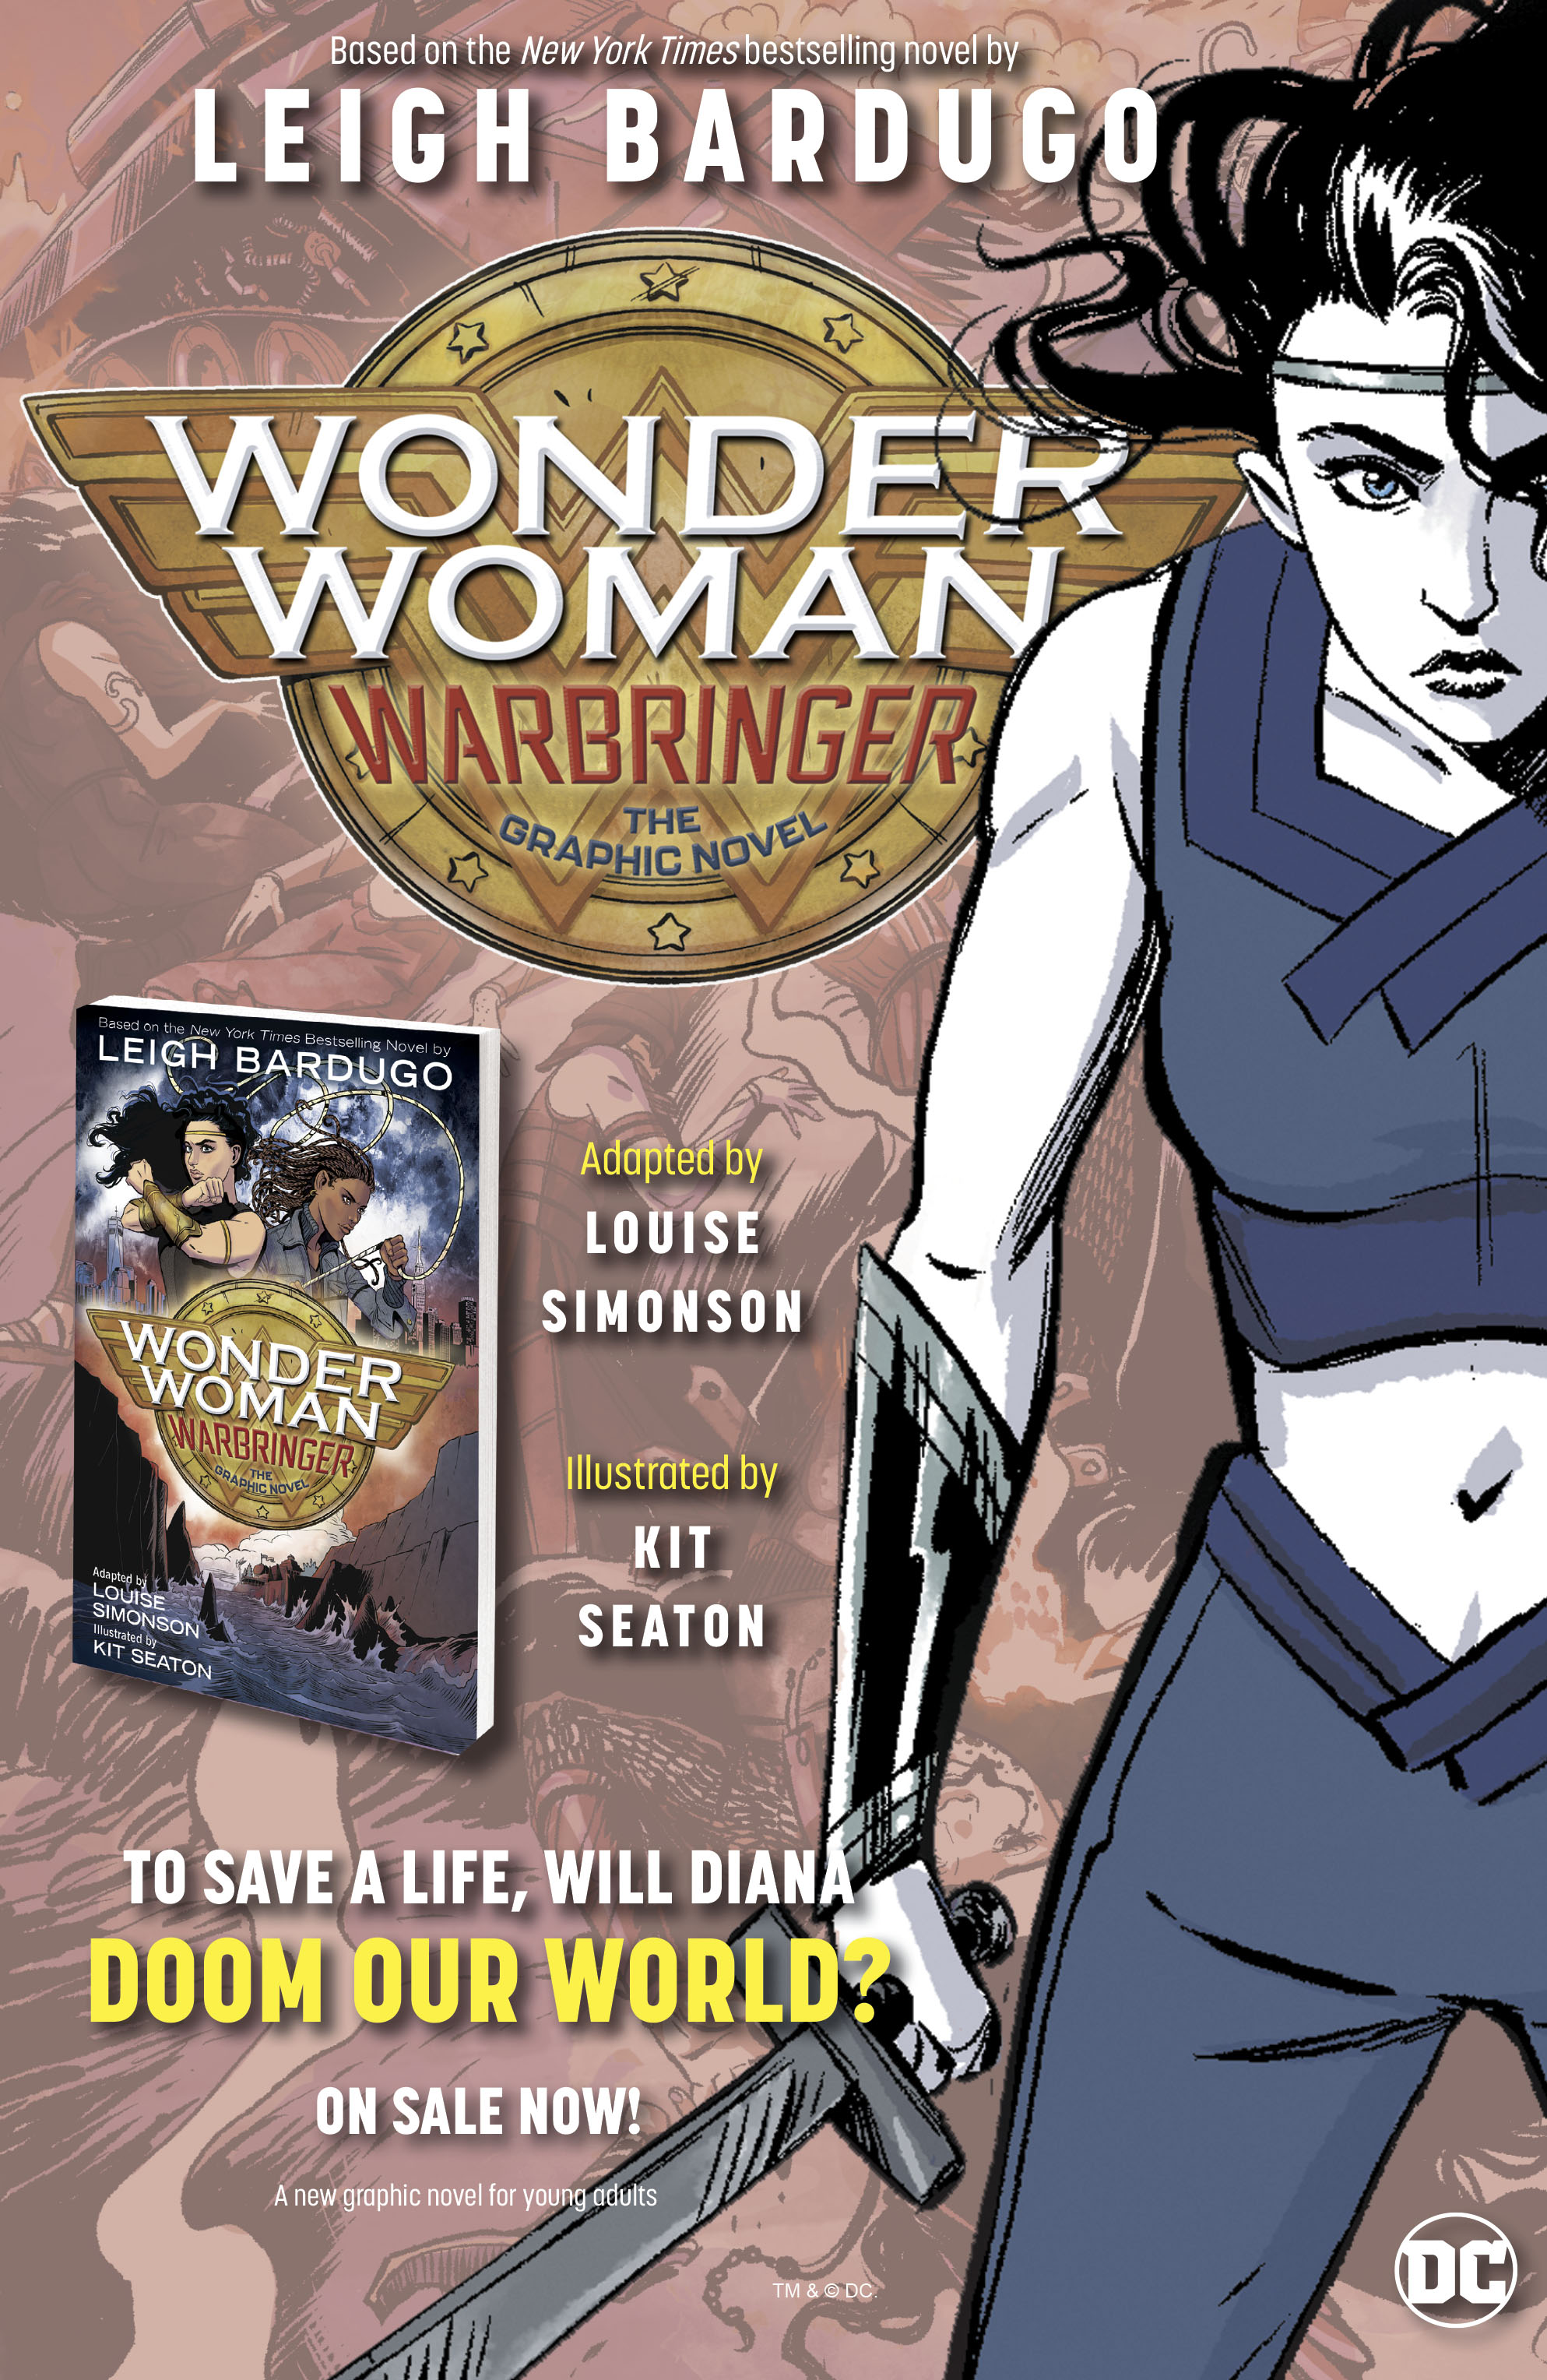 Based on the New York Times bestselling novel by
LEIGH BARDUGO
WONDER
WOMAN
WARBRINGER
THE
GRAPHIC NOVEL
Based on the New York Times Bestselling Novel by
LEIGH BARDUGO
WONDER
WOMAN
WARBRINGER
THE
GRAPHIC NOVEL
Adapted by
LOUISE
SIMONSON
Illustrated by
KIT SEATON
Adapted by
LOUISE
SIMONSON
Illustrated by
KIT
SEATON
TO SAVE A LIFE, WILL DIANA
DOOM OUR WORLD?
ON SALE NOW!
A new graphic novel for young adults
TM & © DC.
DC